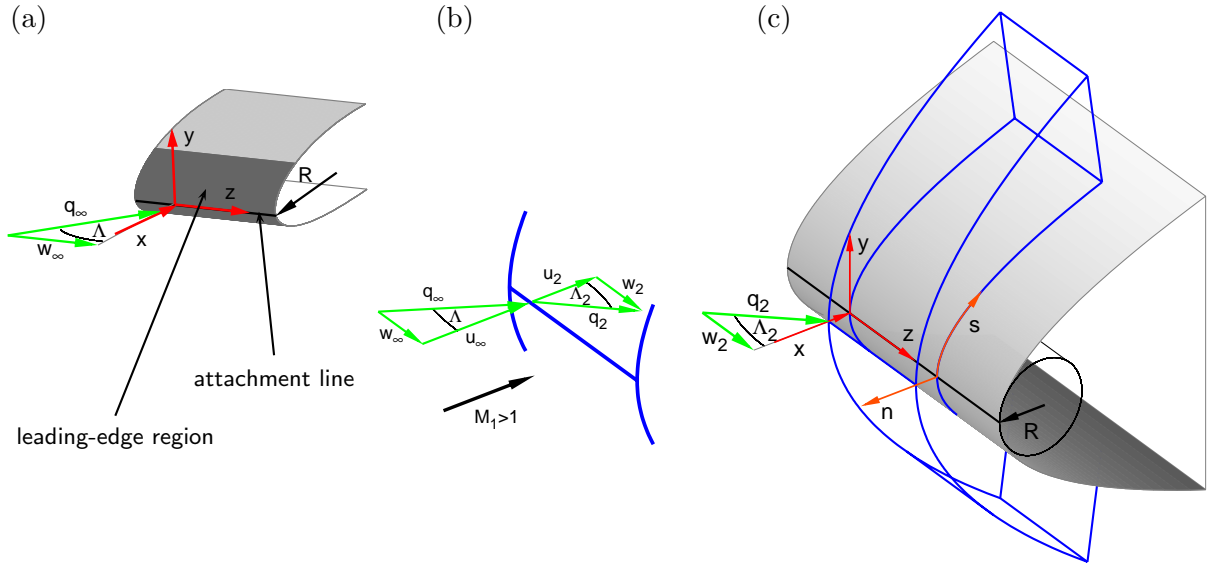 (a)
y
R
z
q∞
Λ
x
w∞
attachment line
leading-edge region
(b)
u₂
w₂
q∞
Λ₂
Λ
q₂
w∞
u∞
M₁>1
(c)
y
q₂
Λ₂
w₂
x
z
s
n
R